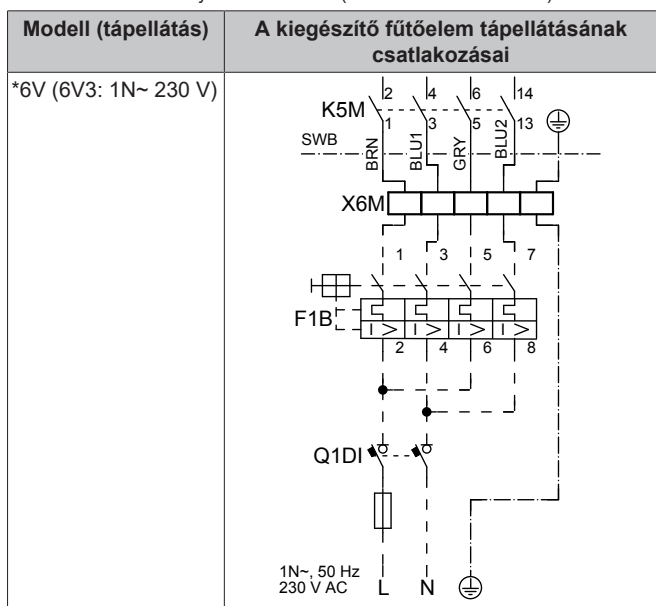 Modell (tápellátás)
A kiegészítő fűtőelem tápellátásának
csatlakozásai
*6V (6V3: 1N~ 230 V)
2 4 6 14
K5M
1 3 5 13
SWB
BRN BLU1 GRY BLU2
X6M
1 3 5 7
F1B
I > I > I > I >
2 4 6 8
Q1DI
1N~, 50 Hz
230 V AC
L N